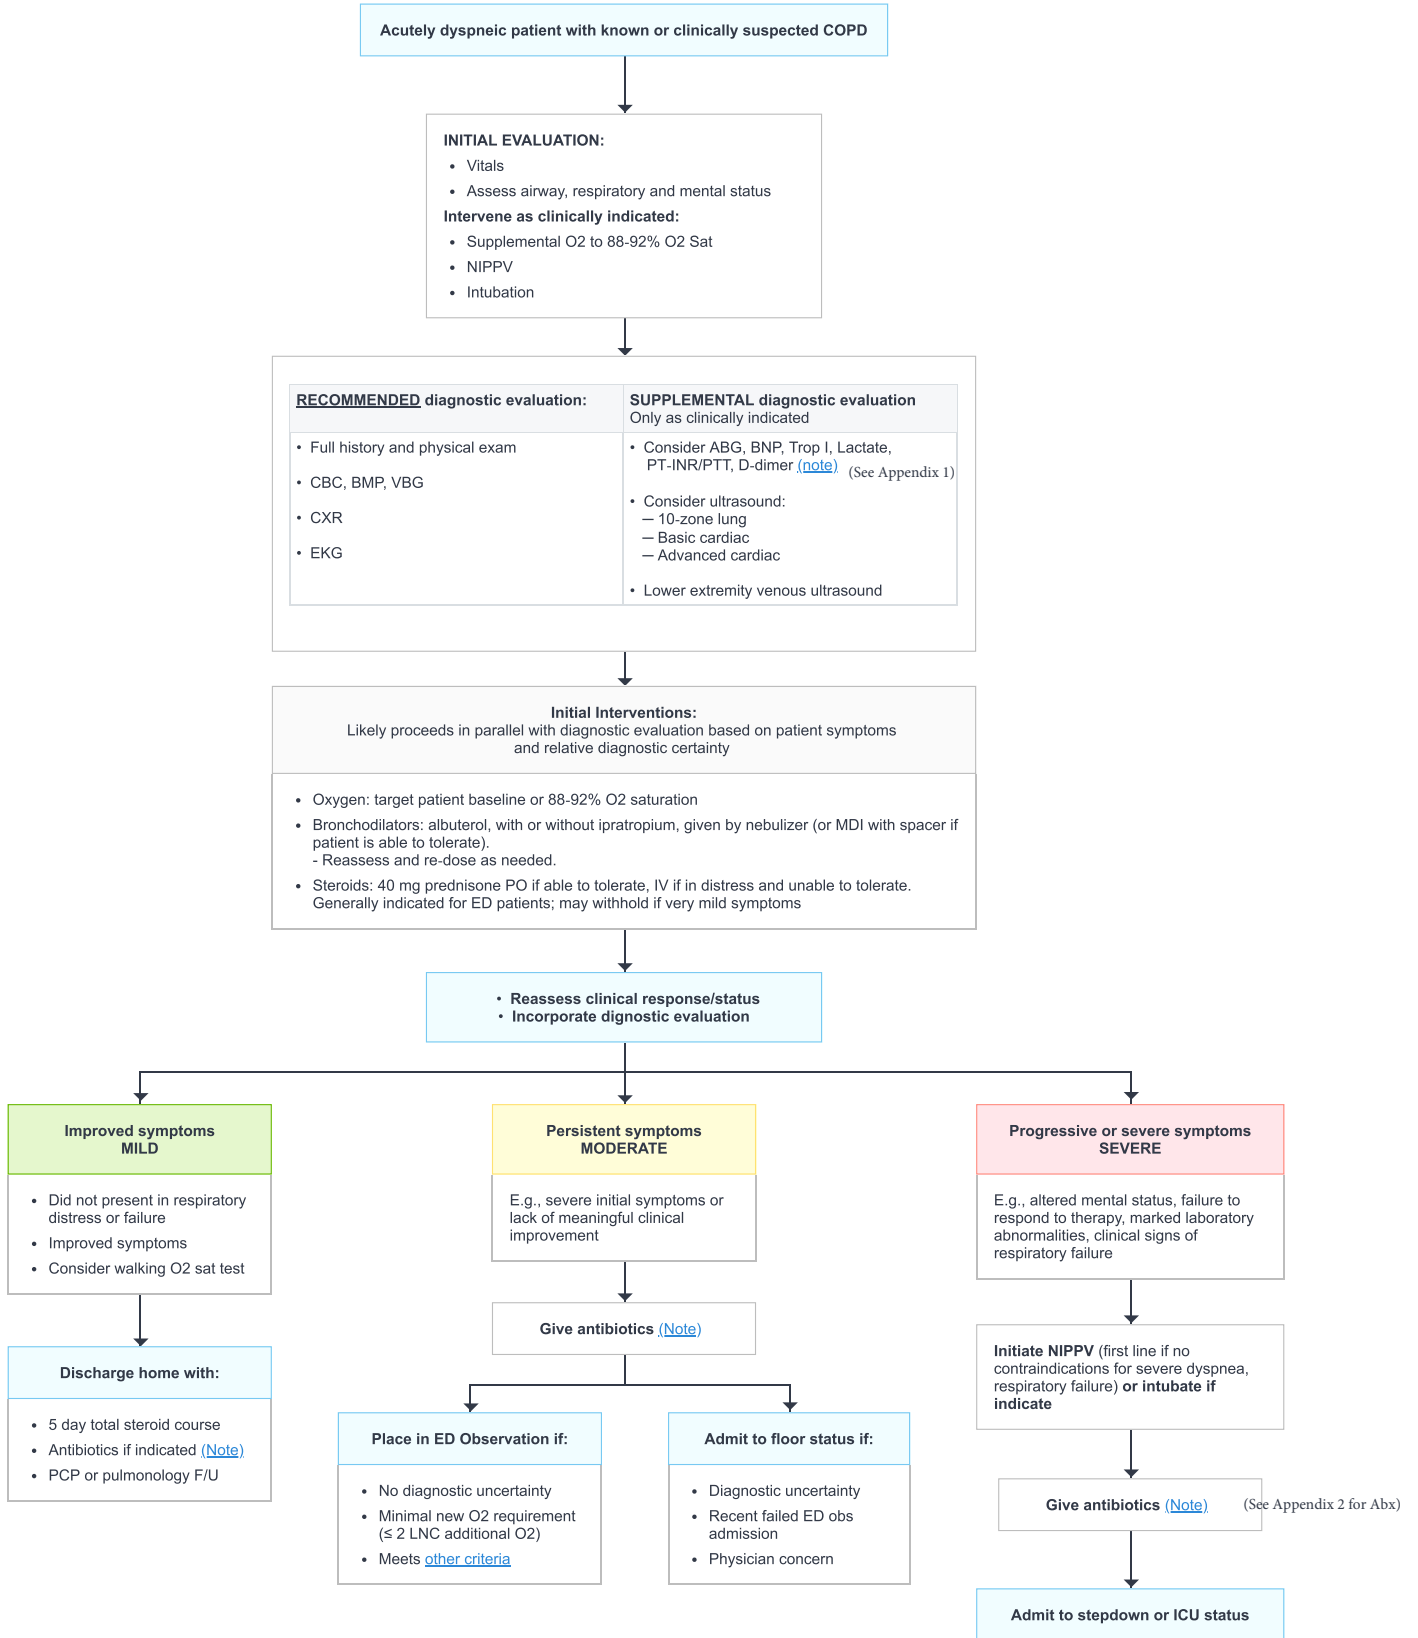 Acutely dyspneic patient with known or clinically suspected COPD
INITIAL EVALUATION:
• Vitals
• Assess airway, respiratory and mental status
Intervene as clinically indicated:
• Supplemental O2 to 88-92% O2 Sat
• NIPPV
• Intubation
RECOMMENDED diagnostic evaluation:
• Full history and physical exam
• CBC, BMP, VBG
• CXR
• EKG
SUPPLEMENTAL diagnostic evaluation
Only as clinically indicated
• Consider ABG, BNP, Trop I, Lactate,
PT-INR/PTT, D-dimer (note) (See Appendix 1)
• Consider ultrasound:
— 10-zone lung
— Basic cardiac
— Advanced cardiac
• Lower extremity venous ultrasound
Initial Interventions:
Likely proceeds in parallel with diagnostic evaluation based on patient symptoms
and relative diagnostic certainty
• Oxygen: target patient baseline or 88-92% O2 saturation
• Bronchodilators: albuterol, with or without ipratropium, given by nebulizer (or MDI with spacer if
patient is able to tolerate).
- Reassess and re-dose as needed.
• Steroids: 40 mg prednisone PO if able to tolerate, IV if in distress and unable to tolerate.
Generally indicated for ED patients; may withhold if very mild symptoms
• Reassess clinical response/status
• Incorporate dignostic evaluation
Improved symptoms
MILD
• Did not present in respiratory
distress or failure
• Improved symptoms
• Consider walking O2 sat test
Discharge home with:
• 5 day total steroid course
• Antibiotics if indicated (Note)
• PCP or pulmonology F/U
Persistent symptoms
MODERATE
E.g., severe initial symptoms or
lack of meaningful clinical
improvement
Give antibiotics (Note)
Place in ED Observation if:
• No diagnostic uncertainty
• Minimal new O2 requirement
(≤ 2 LNC additional O2)
• Meets other criteria
Admit to floor status if:
• Diagnostic uncertainty
• Recent failed ED obs
admission
• Physician concern
Progressive or severe symptoms
SEVERE
E.g., altered mental status, failure to
respond to therapy, marked laboratory
abnormalities, clinical signs of
respiratory failure
Initiate NIPPV (first line if no
contraindications for severe dyspnea,
respiratory failure) or intubate if
indicate
Give antibiotics (Note) (See Appendix 2 for Abx)
Admit to stepdown or ICU status